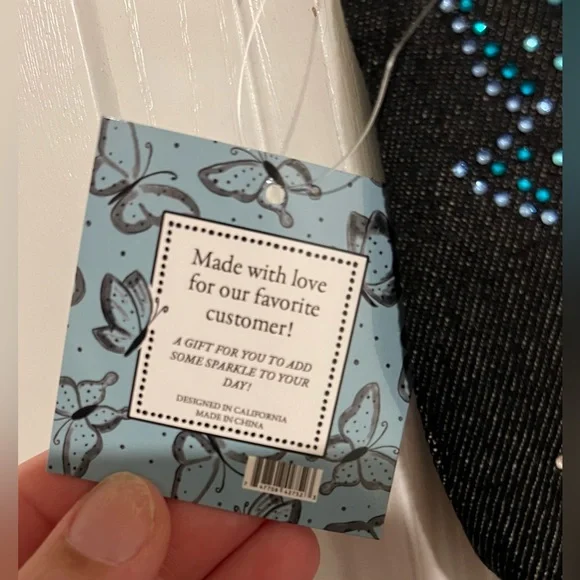 Made with love
for our favorite
customer!
A GIFT FOR YOU TO ADD
SOME SPARKLE TO YOUR
DAY!
DESIGNED IN CALIFORNIA
MADE IN CHINA